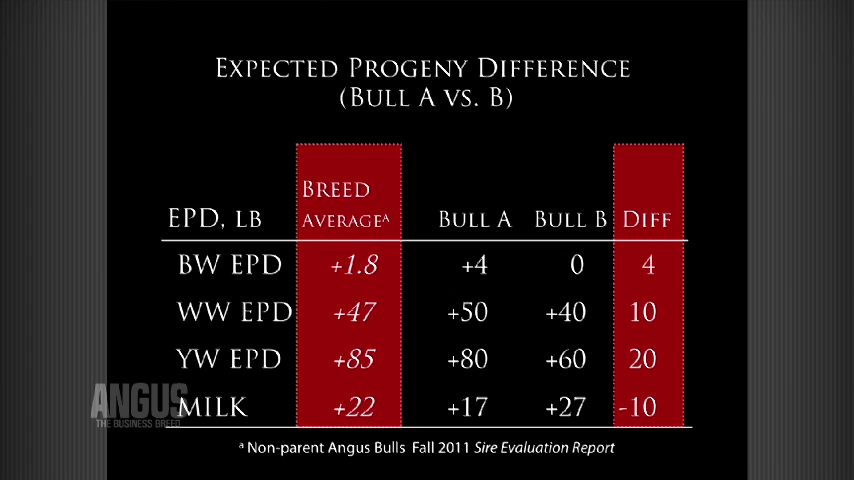 EXPECTED PROGENY DIFFERENCE
(BULL A VS. B)
EPD, LB BREED AVERAGEᵃ BULL A BULL B DIFF
BW EPD +1.8 +4 0 4
WW EPD +47 +50 +40 10
YW EPD +85 +80 +60 20
MILK +22 +17 +27 -10
ANGUS
THE BUSINESS BREED
ᵃ Non-parent Angus Bulls Fall 2011 Sire Evaluation Report